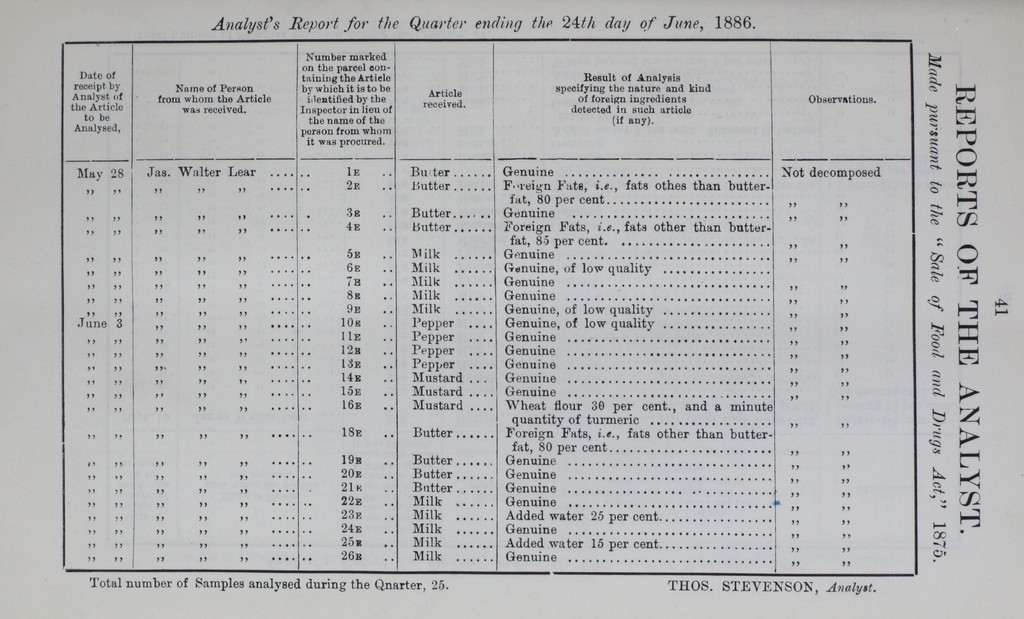 41
REPORTS OF THE ANALYST.
Made pursuant to the "Sale of Food and Drugs Act," 1875.
Analyst's Report for the Quarter ending the 24th day of June, 1886.
Date of receipt by Analyst of the Article to be Analysed,
Name of Person from whom the Article was received.
Number marked on the parcel containing the Article by which it is to be identified by the Inspector in lieu of the name of the person from whom it was procured.
Article received.
Result of Analysis specifying the nature and kind of foreign ingredients detected in such article (if any).
Observations.
May 28 Jas. Walter Lear .... .. 1E .. Butter...... Genuine ........ Not decomposed
,, ,, ,, ,, ,, .... .. 2E .. Butter...... Foreign Fats, i.e., fats othes than butter-
fat, 80 per cent........ ,, ,,
,, ,, ,, ,, ,, .... . 3E .. Butter...... Genuine ........ ,, ,,
,, ,, ,, ,, ,, .... .. 4E .. Butter...... Foreign Fats, i.e., fats other than butter-
fat, 85 per cent. ........ ,, ,,
,, ,, ,, ,, ,, .... .. 5E .. Milk ...... Genuine ........ ,, ,,
,, ,, ,, ,, ,, .... .. 6E .. Milk ...... Genuine, of low quality ........ ,, ,,
,, ,, ,, ,, ,, .... .. 7E .. Milk ...... Genuine ........ ,, ,,
,, ,, ,, ,, ,, .... .. 8E .. Milk ...... Genuine ........ ,, ,,
,, ,, ,, ,, ,, .... .. 9E .. Milk ...... Genuine, of low quality ........ ,, ,,
June 3 ,, ,, ,, .... .. 10E .. Pepper .... Genuine, of low quality ........ ,, ,,
,, ,, ,, ,, ,, .... .. 11E .. Pepper .... Genuine ........ ,, ,,
,, ,, ,, ,, ,, .... .. 12E .. Pepper .... Genuine ........ ,, ,,
,, ,, ,, ,, ,, .... .. 13E .. Pepper .... Genuine ........ ,, ,,
,, ,, ,, ,, ,, .... .. 14E .. Mustard .... Genuine ........ ,, ,,
,, ,, ,, ,, ,, .... .. 15E .. Mustard .... Genuine ........ ,, ,,
,, ,, ,, ,, ,, .... .. 16E .. Mustard .... Wheat flour 30 per cent., and a minute
quantity of turmeric ........ ,, ,,
,, ,, ,, ,, ,, .... .. 18E .. Butter...... Foreign Fats, i.e., fats other than butter-
fat, 80 per cent........ ,, ,,
,, ,, ,, ,, ,, .... .. 19E .. Butter...... Genuine ........ ,, ,,
,, ,, ,, ,, ,, .... .. 20E .. Butter...... Genuine ........ ,, ,,
,, ,, ,, ,, ,, .... . 21E .. Butter...... Genuine ........ ,, ,,
,, ,, ,, ,, ,, .... .. 22E .. Milk ...... Genuine ........ ,, ,,
,, ,, ,, ,, ,, .... .. 23E .. Milk ...... Added water 25 per cent........ ,, ,,
,, ,, ,, ,, ,, .... .. 24E .. Milk ...... Genuine ........ ,, ,,
,, ,, ,, ,, ,, .... .. 25E .. Milk ...... Added water 15 per cent........ ,, ,,
,, ,, ,, ,, ,, .... .. 26E .. Milk ...... Genuine ........ ,, ,,
Total number of Samples analysed during the Qnarter, 25.
THOS. STEVENSON, Analyst.